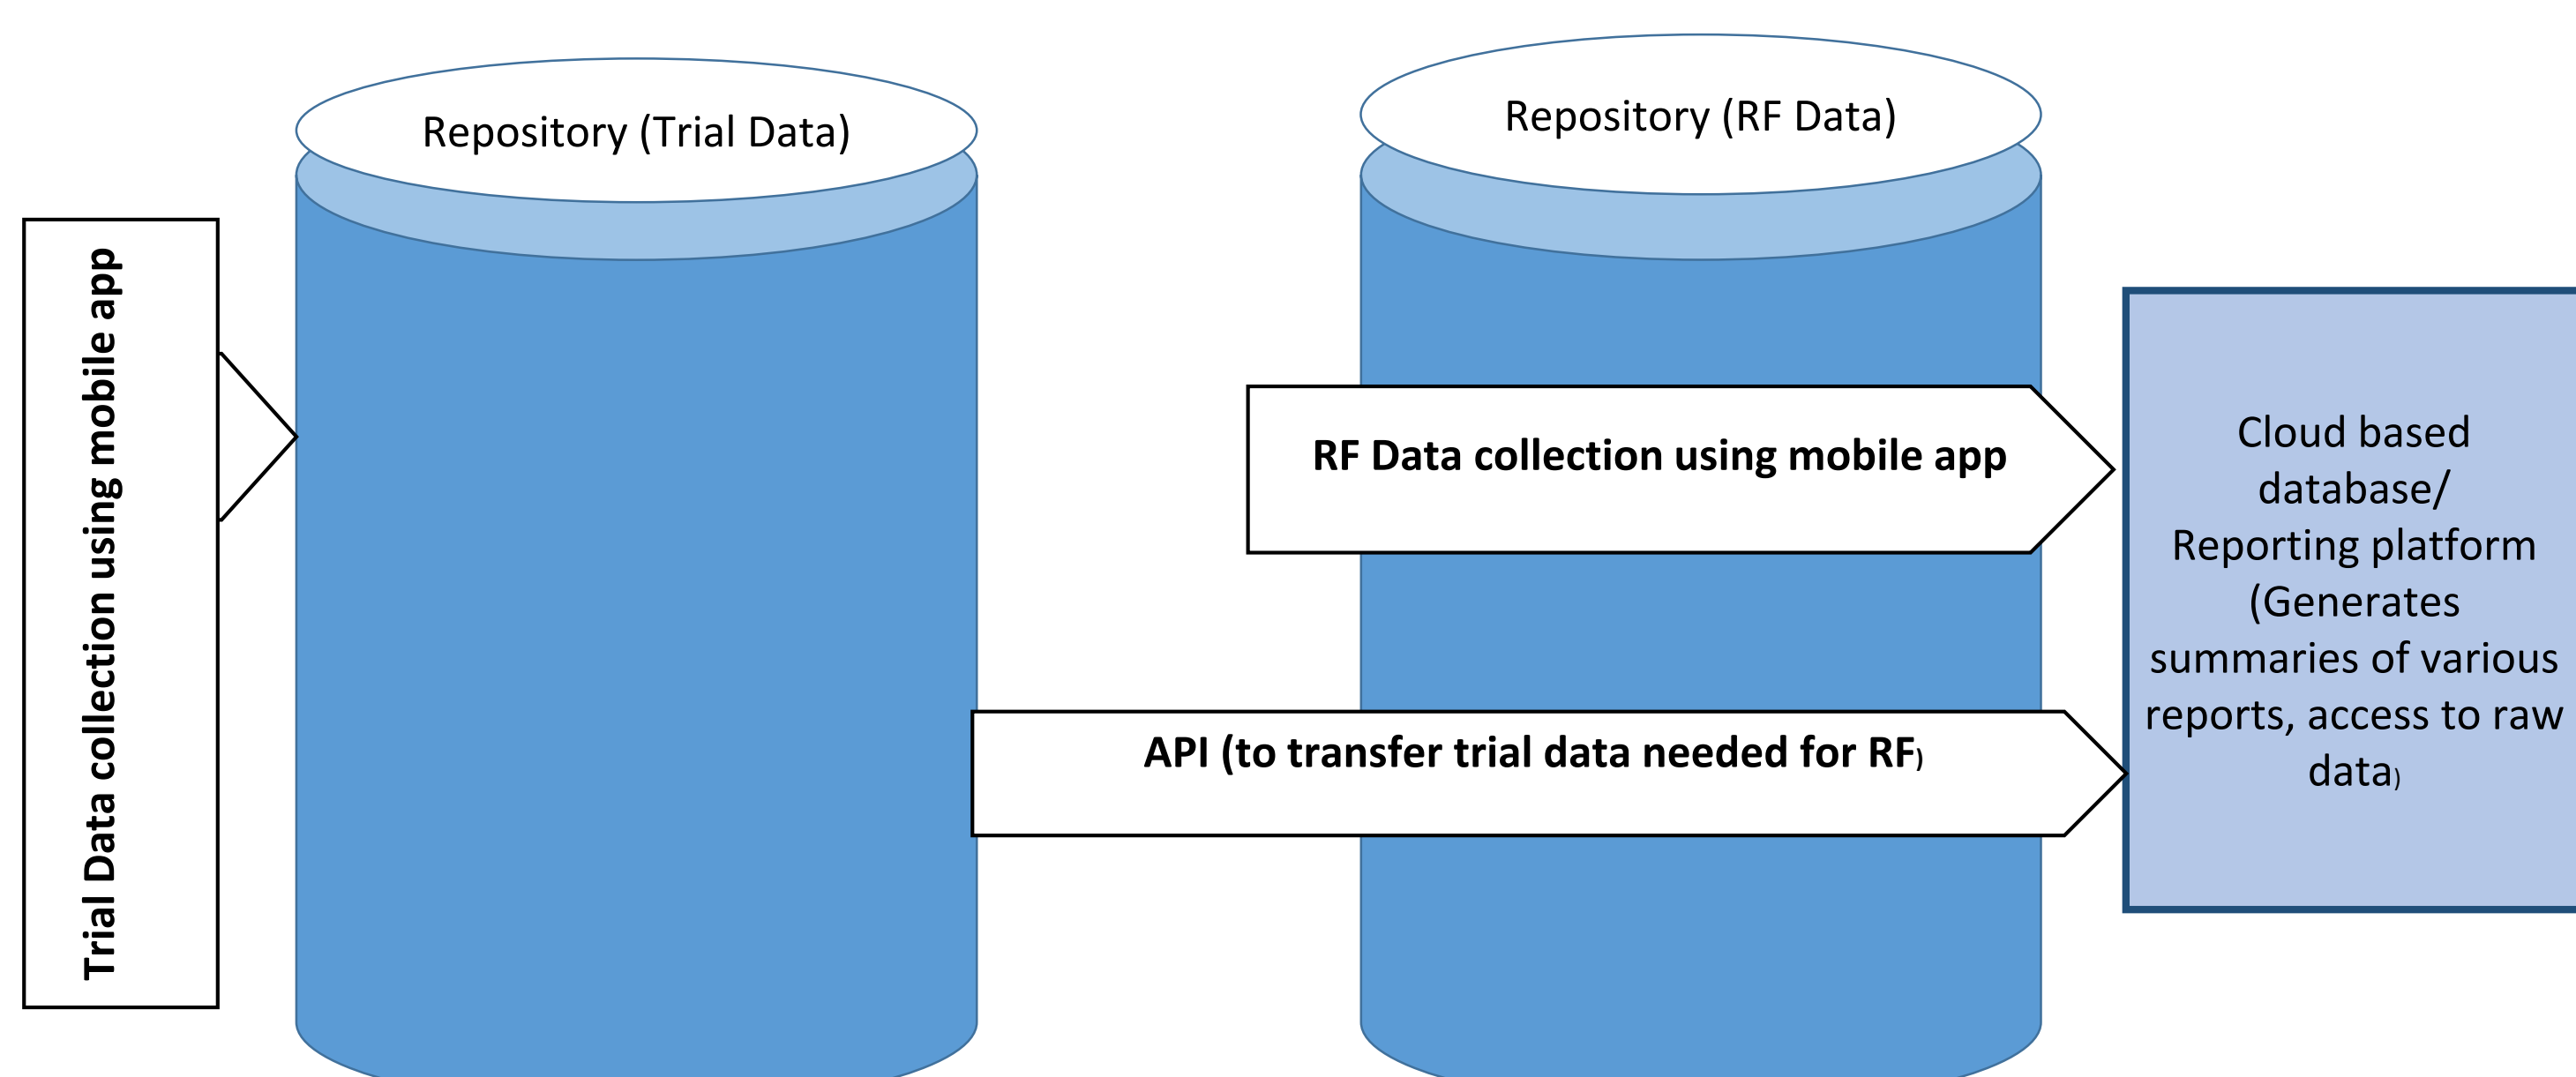 Trial Data collection using mobile app
Repository (Trial Data)
Repository (RF Data)
RF Data collection using mobile app
API (to transfer trial data needed for RF)
Cloud based
database/
Reporting platform
(Generates
summaries of various
reports, access to raw
data)